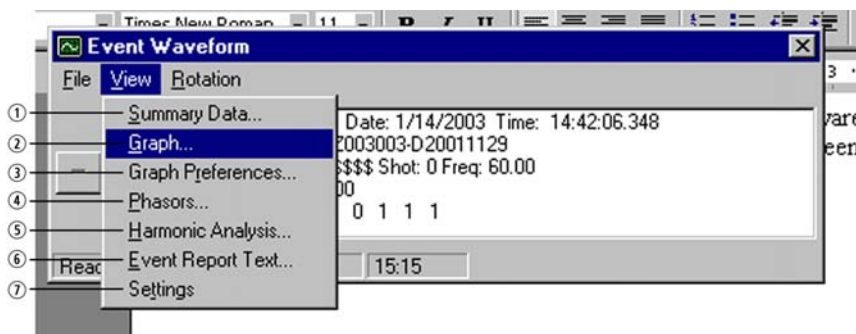 Times New Roman 11 B I U
Event Waveform
3
File View Rotation
① Summary Data...
② Graph...
③ Graph Preferences...
④ Phasors...
⑤ Harmonic Analysis...
⑥ Event Report Text...
⑦ Settings
Date: 1/14/2003 Time: 14:42:06.348
Z003003-D20011129
$$$$ Shot: 0 Freq: 60.00
00
0 1 1 1
15:15